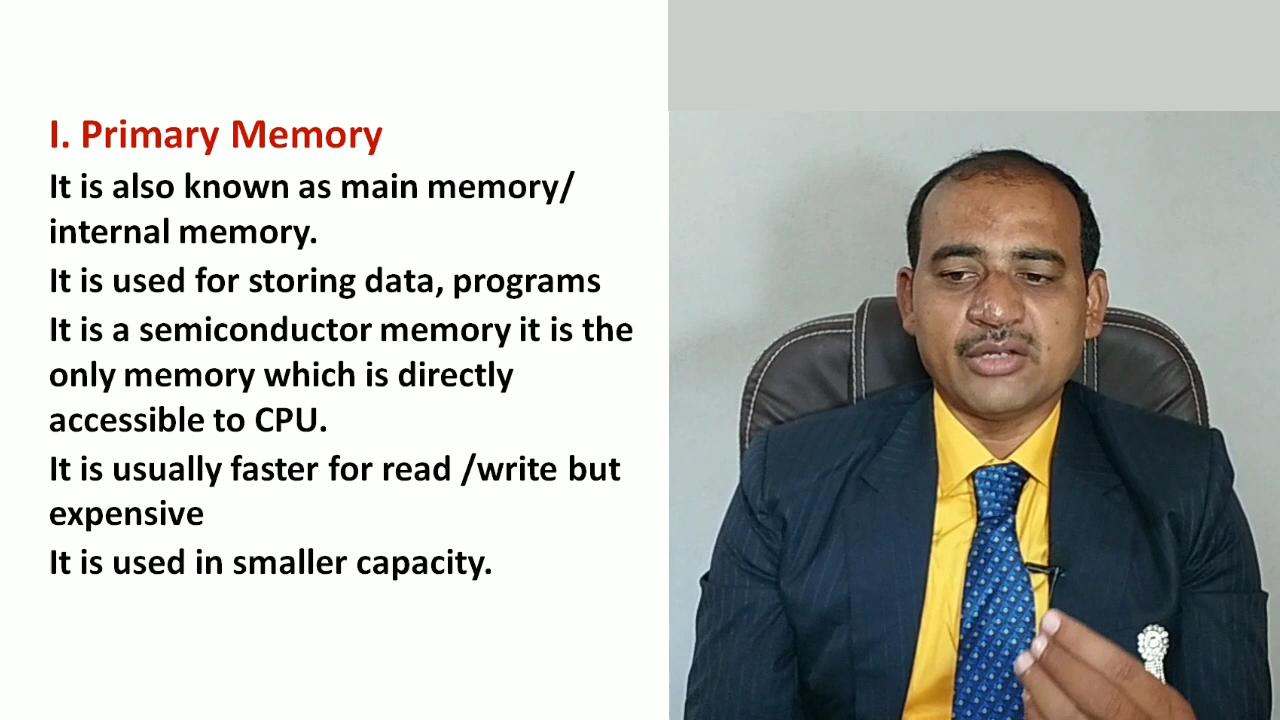 I. Primary Memory
It is also known as main memory/
internal memory.
It is used for storing data, programs
It is a semiconductor memory it is the
only memory which is directly
accessible to CPU.
It is usually faster for read /write but
expensive
It is used in smaller capacity.